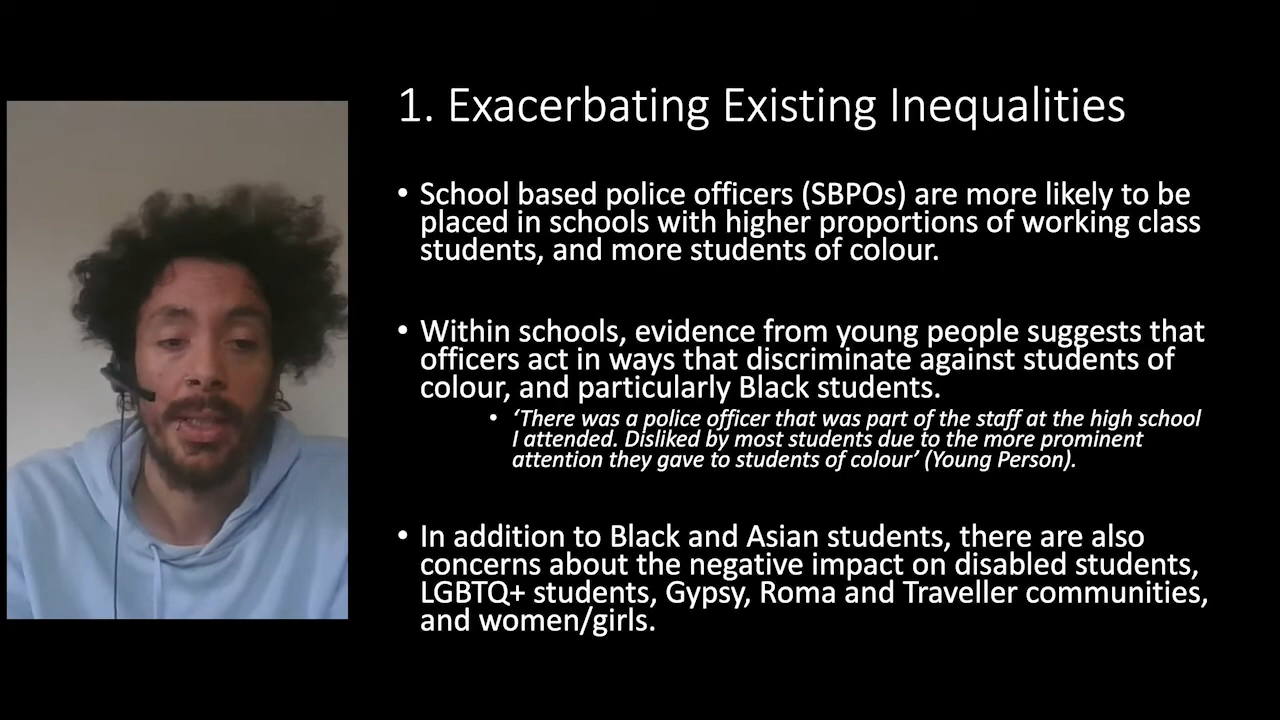 1. Exacerbating Existing Inequalities
• School based police officers (SBPOs) are more likely to be
placed in schools with higher proportions of working class
students, and more students of colour.
• Within schools, evidence from young people suggests that
officers act in ways that discriminate against students of
colour, and particularly Black students.
• ‘There was a police officer that was part of the staff at the high school
I attended. Disliked by most students due to the more prominent
attention they gave to students of colour’ (Young Person).
• In addition to Black and Asian students, there are also
concerns about the negative impact on disabled students,
LGBTQ+ students, Gypsy, Roma and Traveller communities,
and women/girls.